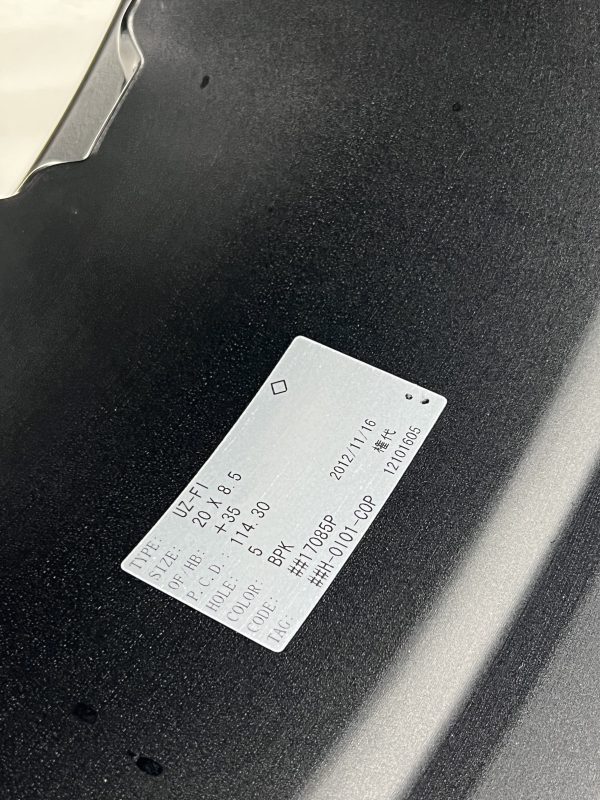 ◇
TYPE: UZ-FI
SIZE: 20 X 8.5
OF/HB: +35
P.C.D.: 114.30
HOLE: 5
COLOR: BPK 2012/11/16
CODE: ##17085P 権代
TAG: ##H-0101-COP 12101605